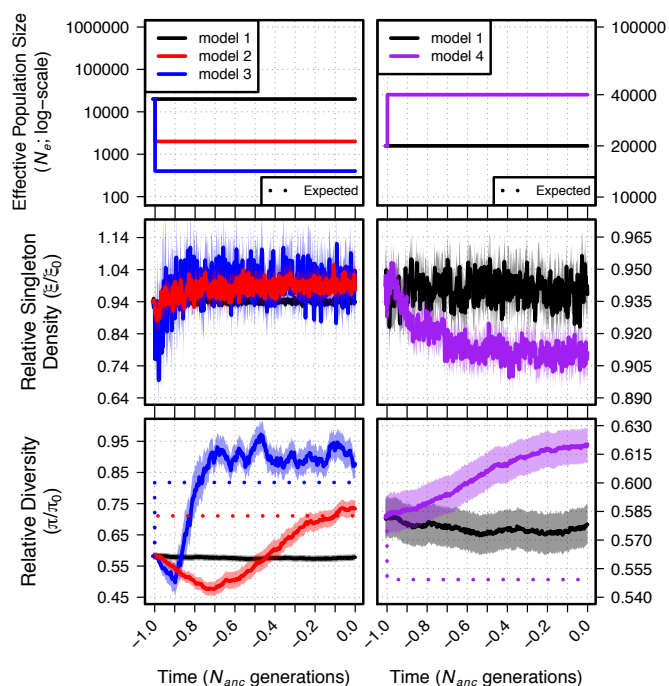 Effective Population Size
(Ne; log-scale)
1000000
100000
10000
1000
100
model 1
model 2
model 3
Expected
model 1
model 4
Expected
100000
40000
20000
10000
Relative Singleton
Density (ξ/ξ0)
1.14
1.04
0.94
0.84
0.74
0.64
0.965
0.950
0.935
0.920
0.905
0.890
Relative Diversity
(π/π0)
0.95
0.85
0.75
0.65
0.55
0.45
0.630
0.615
0.600
0.585
0.570
0.555
0.540
-1.0 -0.8 -0.6 -0.4 -0.2 0.0
-1.0 -0.8 -0.6 -0.4 -0.2 0.0
Time (Nanc generations) Time (Nanc generations)